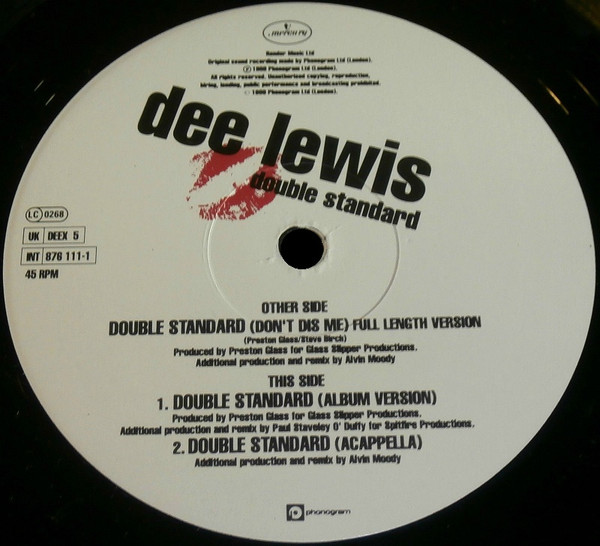 mercury
Render Music Ltd
Original sound recording made by Phonogram Ltd (London).
Ⓟ 1988 Phonogram Ltd (London).
All rights reserved. Unauthorised copying, reproduction,
hiring, lending, public performance and broadcasting prohibited.
© 1988 Phonogram Ltd (London).
dee lewis
double standard
LC 0268
UK DEEX 5
INT 876 111-1
45 RPM
OTHER SIDE
DOUBLE STANDARD (DON'T DIS ME) FULL LENGTH VERSION
(Preston Glass/Steve Birch)
Produced by Preston Glass for Glass Slipper Productions.
Additional production and remix by Alvin Moody
THIS SIDE
1. DOUBLE STANDARD (ALBUM VERSION)
Produced by Preston Glass for Glass Slipper Productions.
Additional production and remix by Paul Staveley O' Duffy for Spitfire Productions.
2. DOUBLE STANDARD (ACAPPELLA)
Additional production and remix by Alvin Moody
phonogram